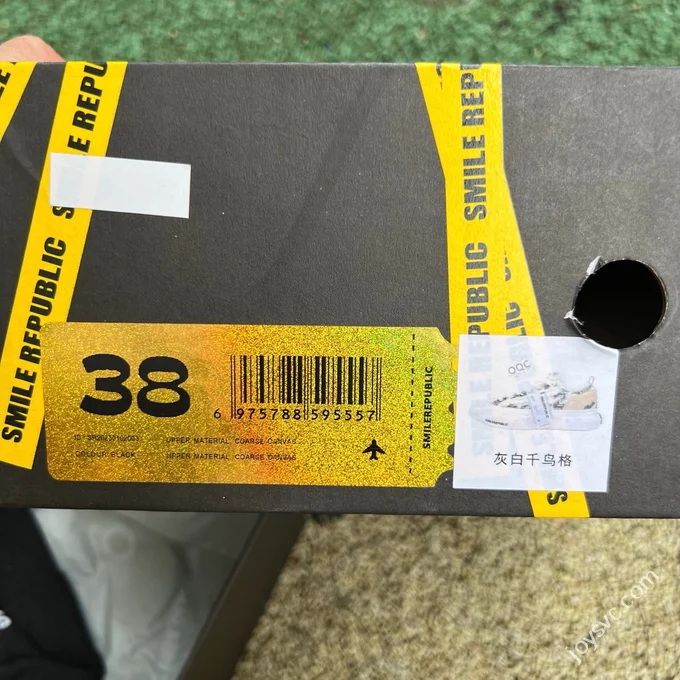 SMILE REPUBLIC
SMILE REPU
SMILE REP
SMILE REPUBLIC
38
6 975788 595557
UPPER MATERIAL: COARSE CANVAS
COLOUR: BLACK
UPPER MATERIAL: COARSE CANVAS
SMILEREPUBLIC
灰白千鸟格
joysvc.com